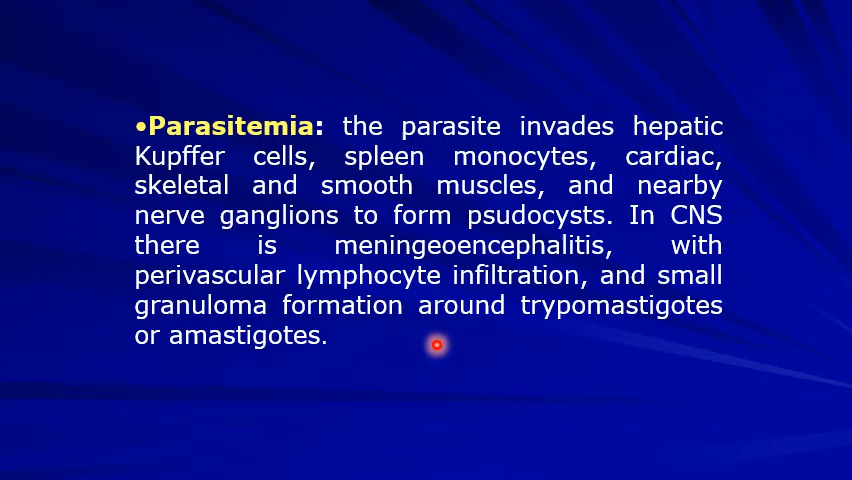 •Parasitemia: the parasite invades hepatic
Kupffer cells, spleen monocytes, cardiac,
skeletal and smooth muscles, and nearby
nerve ganglions to form psudocysts. In CNS
there is meningeoencephalitis, with
perivascular lymphocyte infiltration, and small
granuloma formation around trypomastigotes
or amastigotes.